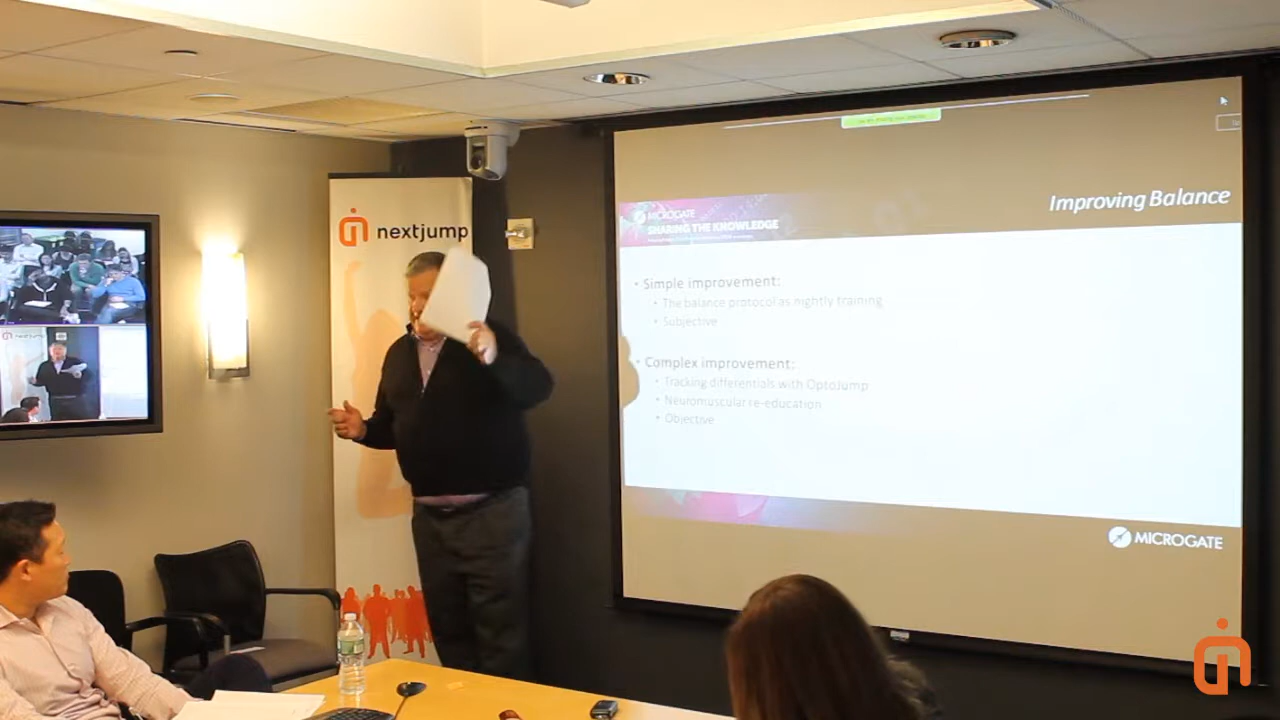 nextjump
nextjump
Improving Balance
MICROGATE
SHARING THE KNOWLEDGE
• Simple improvement:
• The balance protocol as nightly training
• Subjective
• Complex improvement:
• Tracking differentials with OptoJump
• Neuromuscular re-education
• Objective
MICROGATE